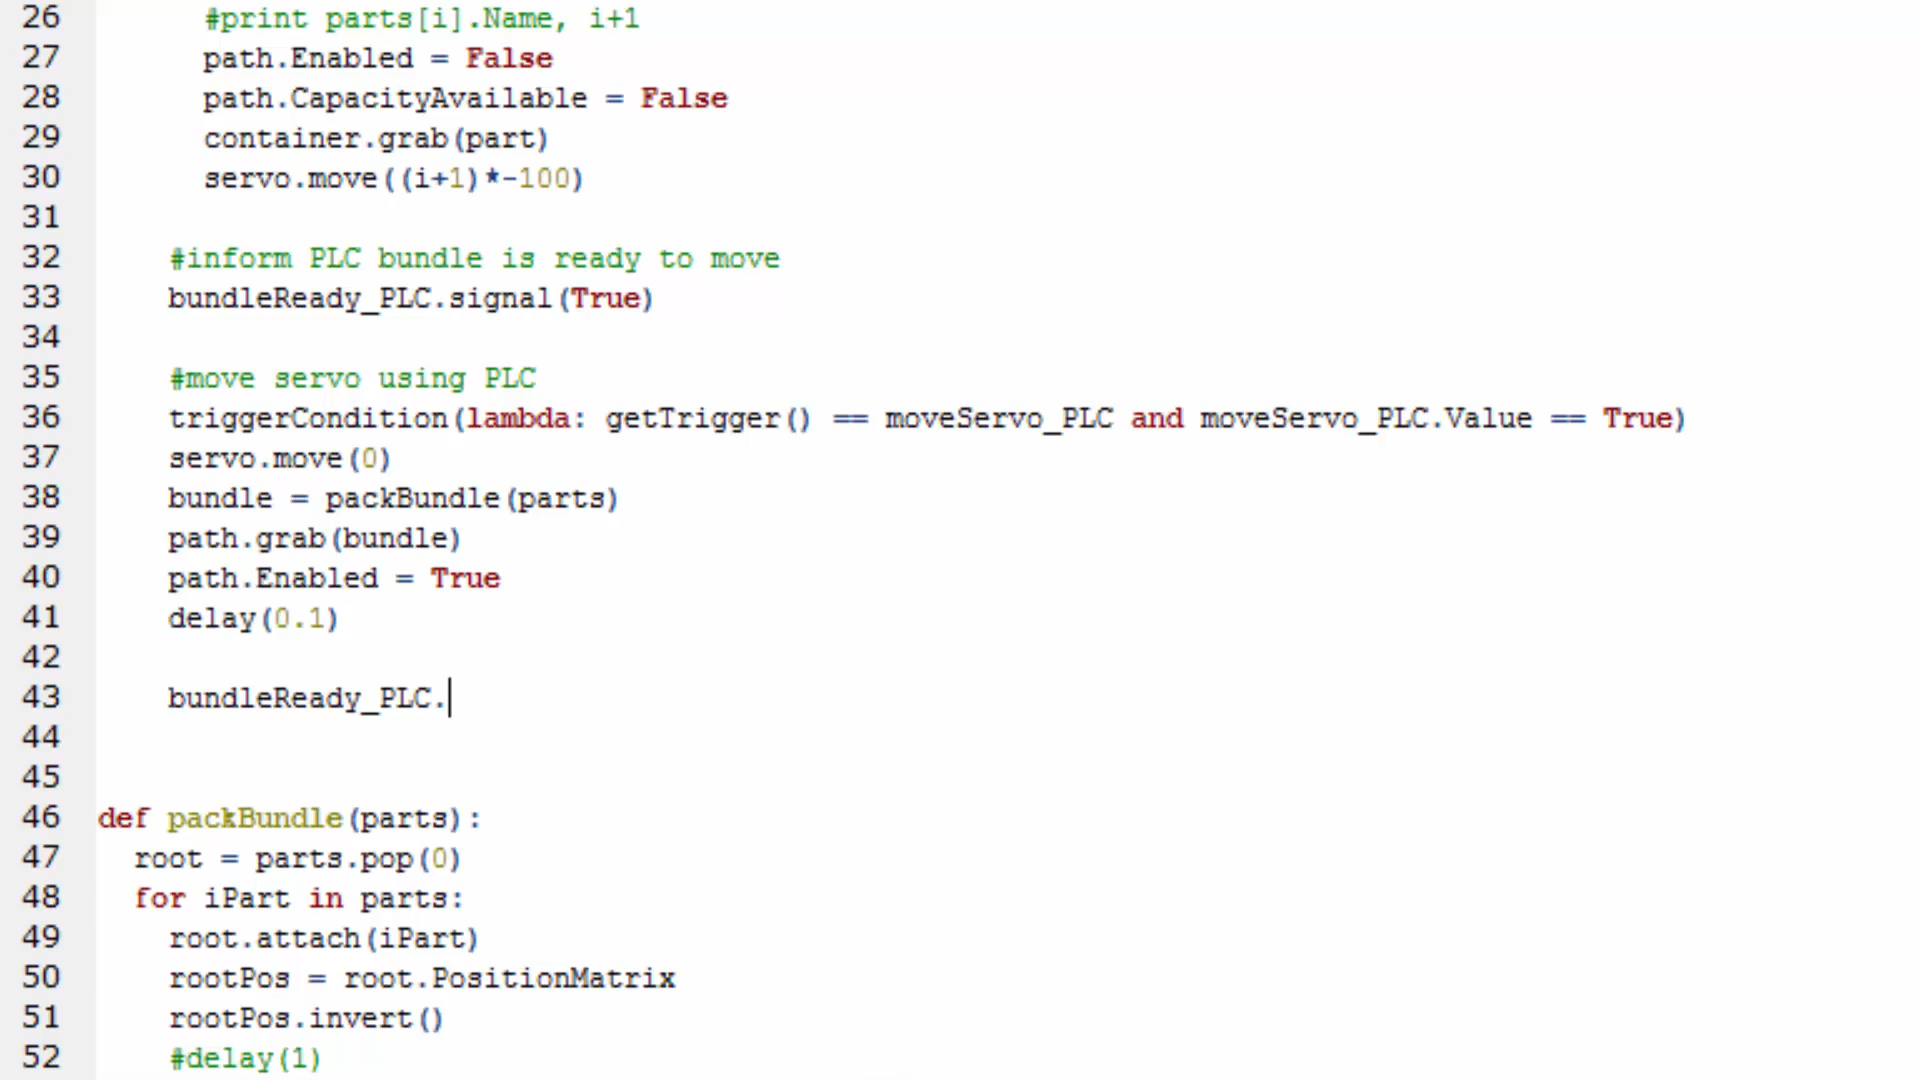 26 #print parts[i].Name, i+1
27 path.Enabled = False
28 path.CapacityAvailable = False
29 container.grab(part)
30 servo.move((i+1)*-100)
31
32 #inform PLC bundle is ready to move
33 bundleReady_PLC.signal(True)
34
35 #move servo using PLC
36 triggerCondition(lambda: getTrigger() == moveServo_PLC and moveServo_PLC.Value == True)
37 servo.move(0)
38 bundle = packBundle(parts)
39 path.grab(bundle)
40 path.Enabled = True
41 delay(0.1)
42
43 bundleReady_PLC.
44
45
46 def packBundle(parts):
47 root = parts.pop(0)
48 for iPart in parts:
49 root.attach(iPart)
50 rootPos = root.PositionMatrix
51 rootPos.invert()
52 #delay(1)